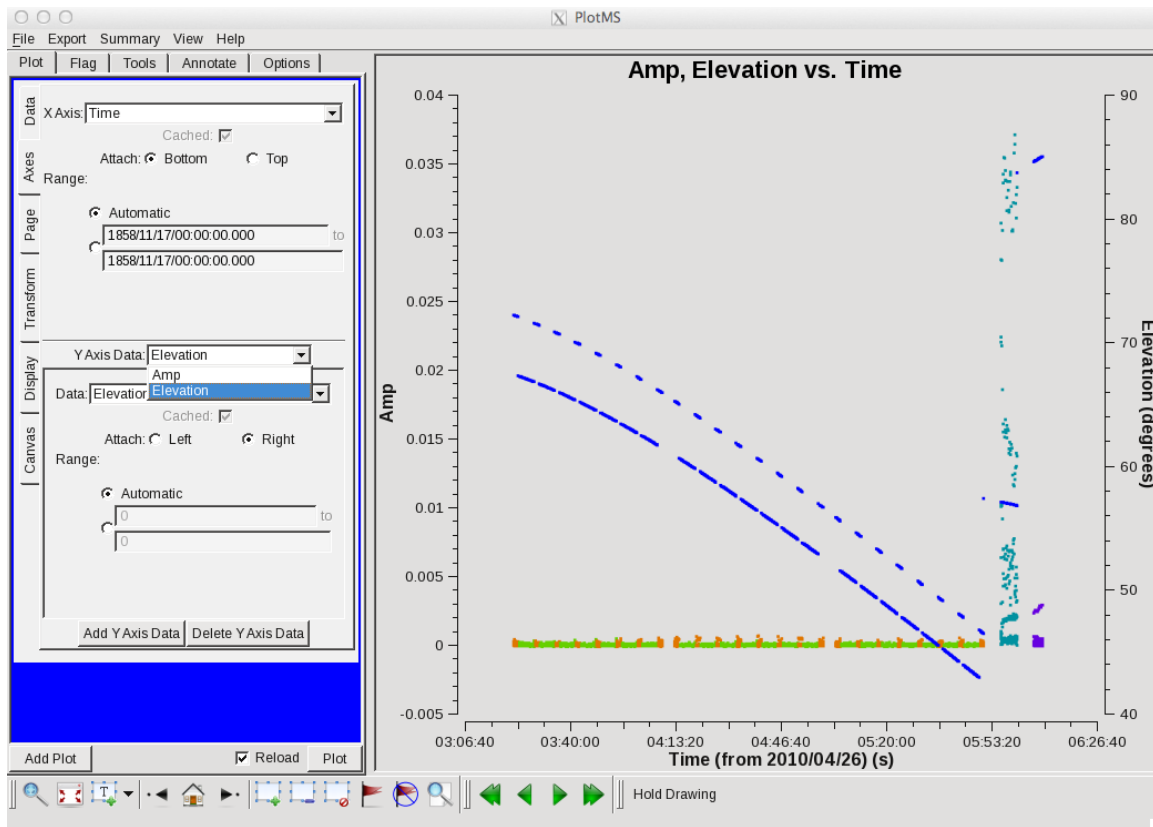 PlotMS
File Export Summary View Help
Plot Flag Tools Annotate Options
Data
Axes
Page
Transform
Display
Canvas
X Axis: Time
Cached:
Attach: Bottom Top
Range:
Automatic
1858/11/17/00:00:00.000 to
1858/11/17/00:00:00.000
Y Axis Data: Elevation
Amp
Elevation
Data: Elevation
Cached:
Attach: Left Right
Range:
Automatic
0 to
0
Add Y Axis Data Delete Y Axis Data
Add Plot Reload Plot
Amp, Elevation vs. Time
0.04
0.035
0.03
0.025
0.02
0.015
0.01
0.005
0
-0.005
Amp
90
80
70
60
50
40
Elevation (degrees)
03:06:40 03:40:00 04:13:20 04:46:40 05:20:00 05:53:20 06:26:40
Time (from 2010/04/26) (s)
T
Hold Drawing